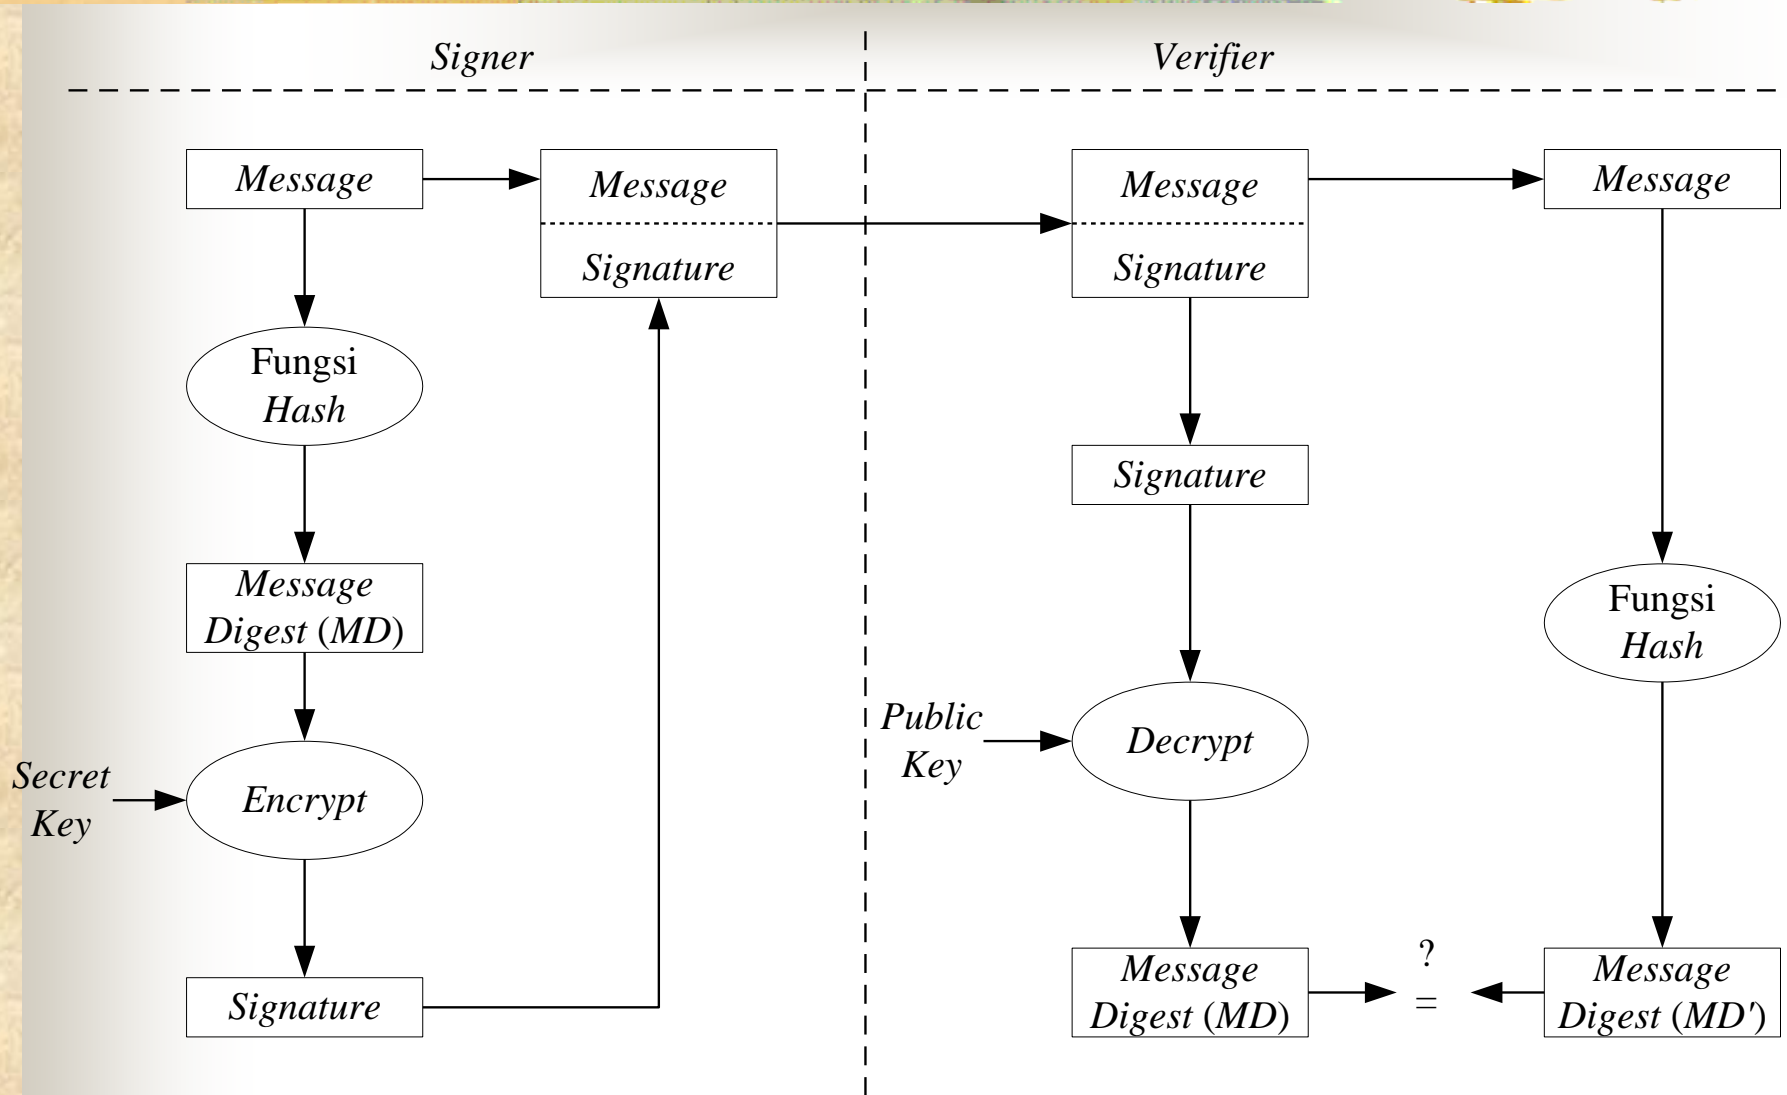 Signer
Verifier
Message
Message
Signature
Message
Signature
Message
Fungsi
Hash
Signature
Message
Digest (MD)
Fungsi
Hash
Secret
Key
Encrypt
Public
Key
Decrypt
Signature
Message
Digest (MD)
?
=
Message
Digest (MD')